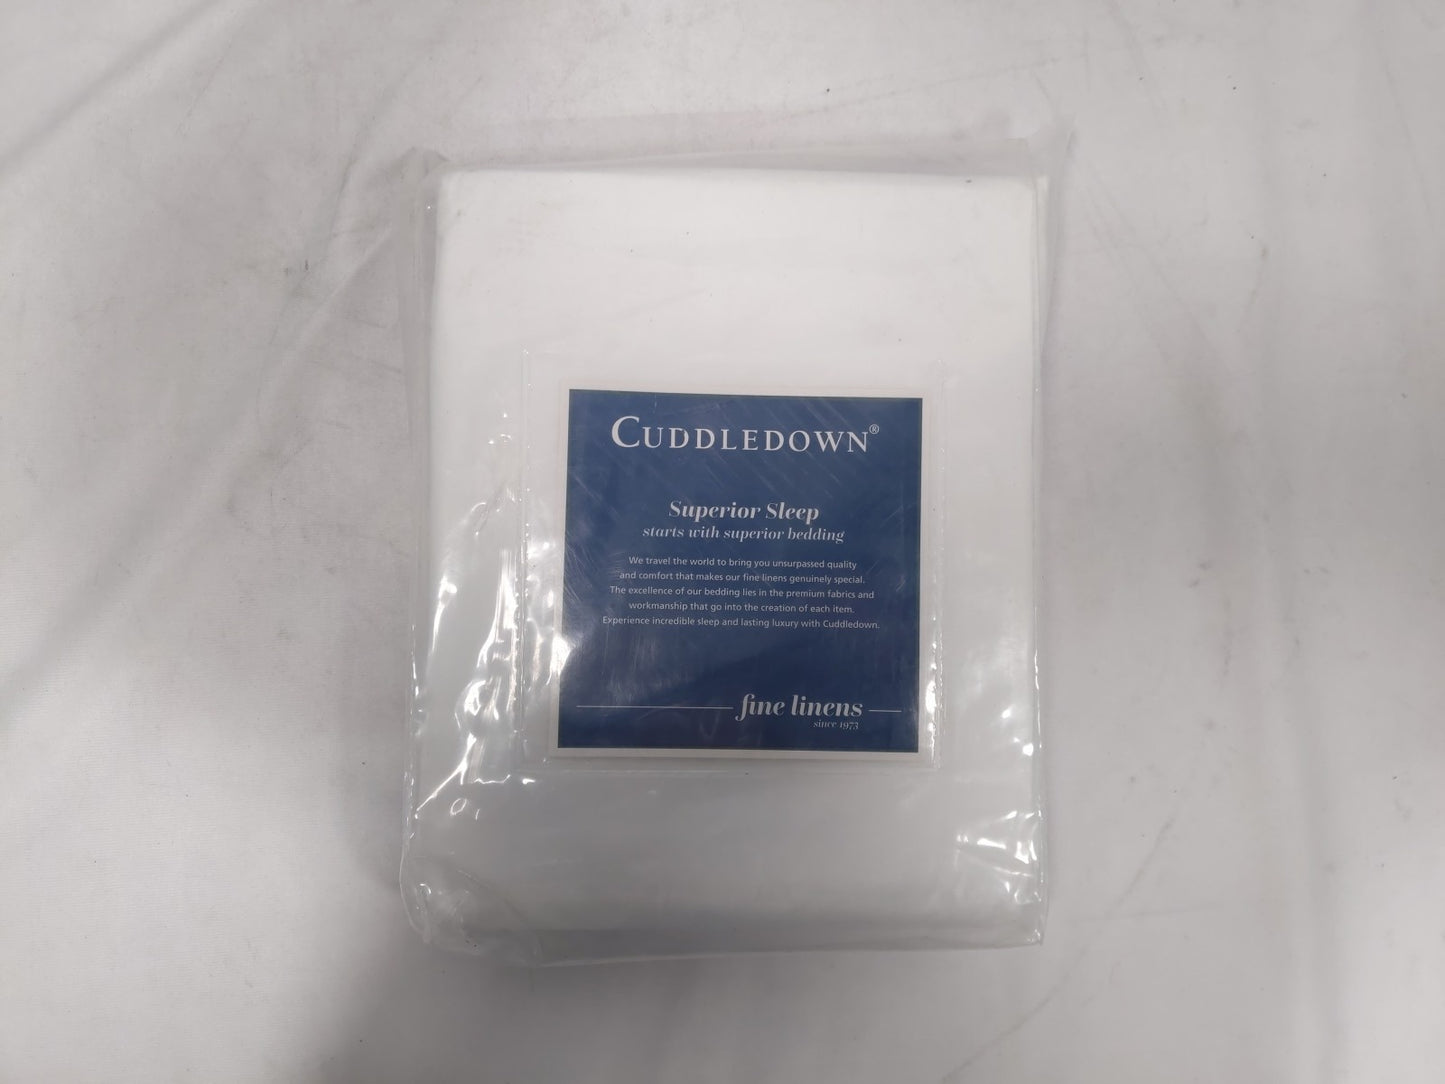 CUDDLEDOWN®
Superior Sleep
starts with superior bedding
We travel the world to bring you unsurpassed quality
and comfort that makes our fine linens genuinely special.
The excellence of our bedding lies in the premium fabrics and
workmanship that go into the creation of each item.
Experience incredible sleep and lasting luxury with Cuddledown.
fine linens
since 1973